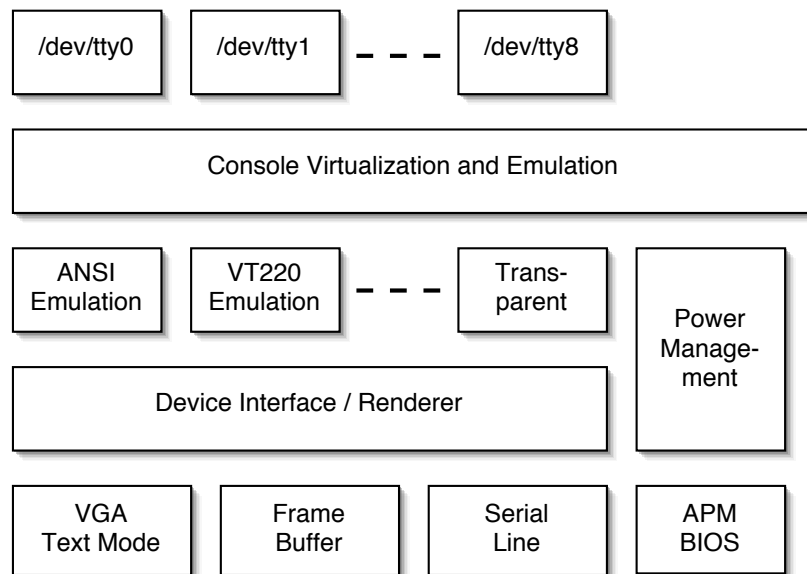 /dev/tty0
/dev/tty1
/dev/tty8
Console Virtualization and Emulation
ANSI
Emulation
VT220
Emulation
Trans-
parent
Power
Manage-
ment
Device Interface / Renderer
VGA
Text Mode
Frame
Buffer
Serial
Line
APM
BIOS